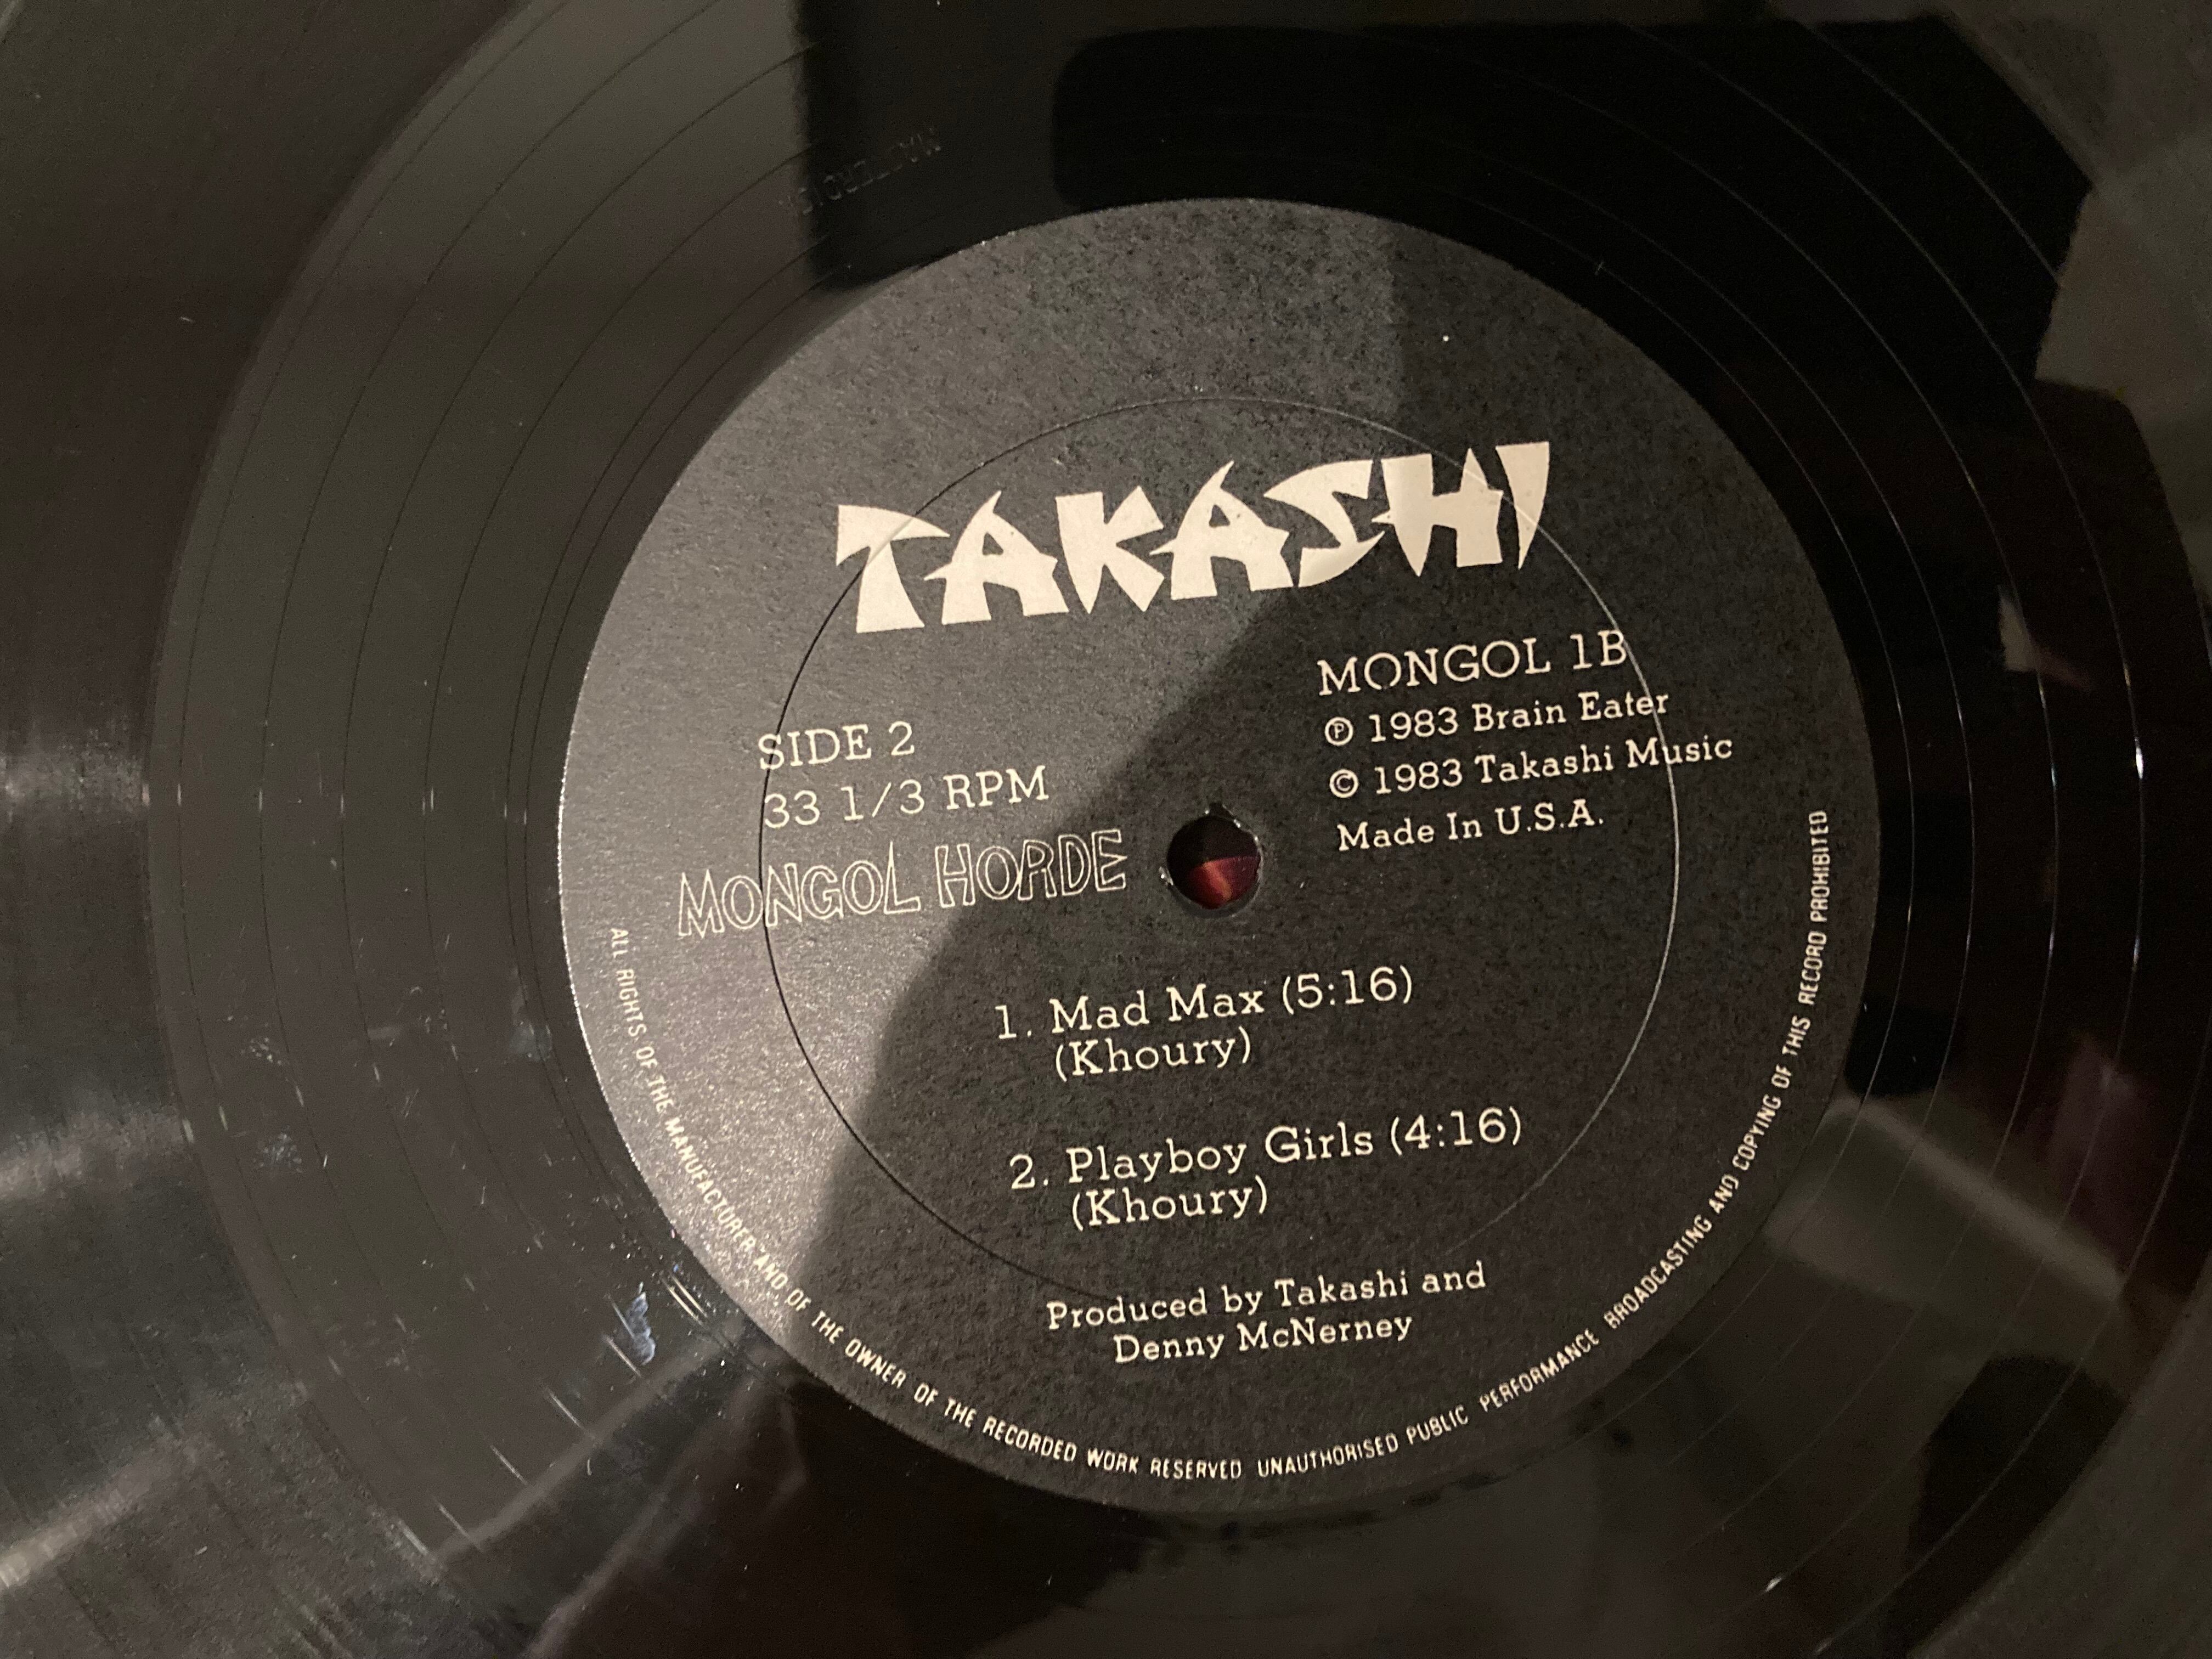 TAKASHI
MONGOL 1B
℗ 1983 Brain Eater
© 1983 Takashi Music
Made In U.S.A.
SIDE 2
33 1/3 RPM
MONGOL HORDE
1. Mad Max (5:16)
(Khoury)
2. Playboy Girls (4:16)
(Khoury)
Produced by Takashi and
Denny McNerney
ALL RIGHTS OF THE MANUFACTURER AND OF THE OWNER OF THE RECORDED WORK RESERVED UNAUTHORISED PUBLIC PERFORMANCE BROADCASTING AND COPYING OF THIS RECORD PROHIBITED